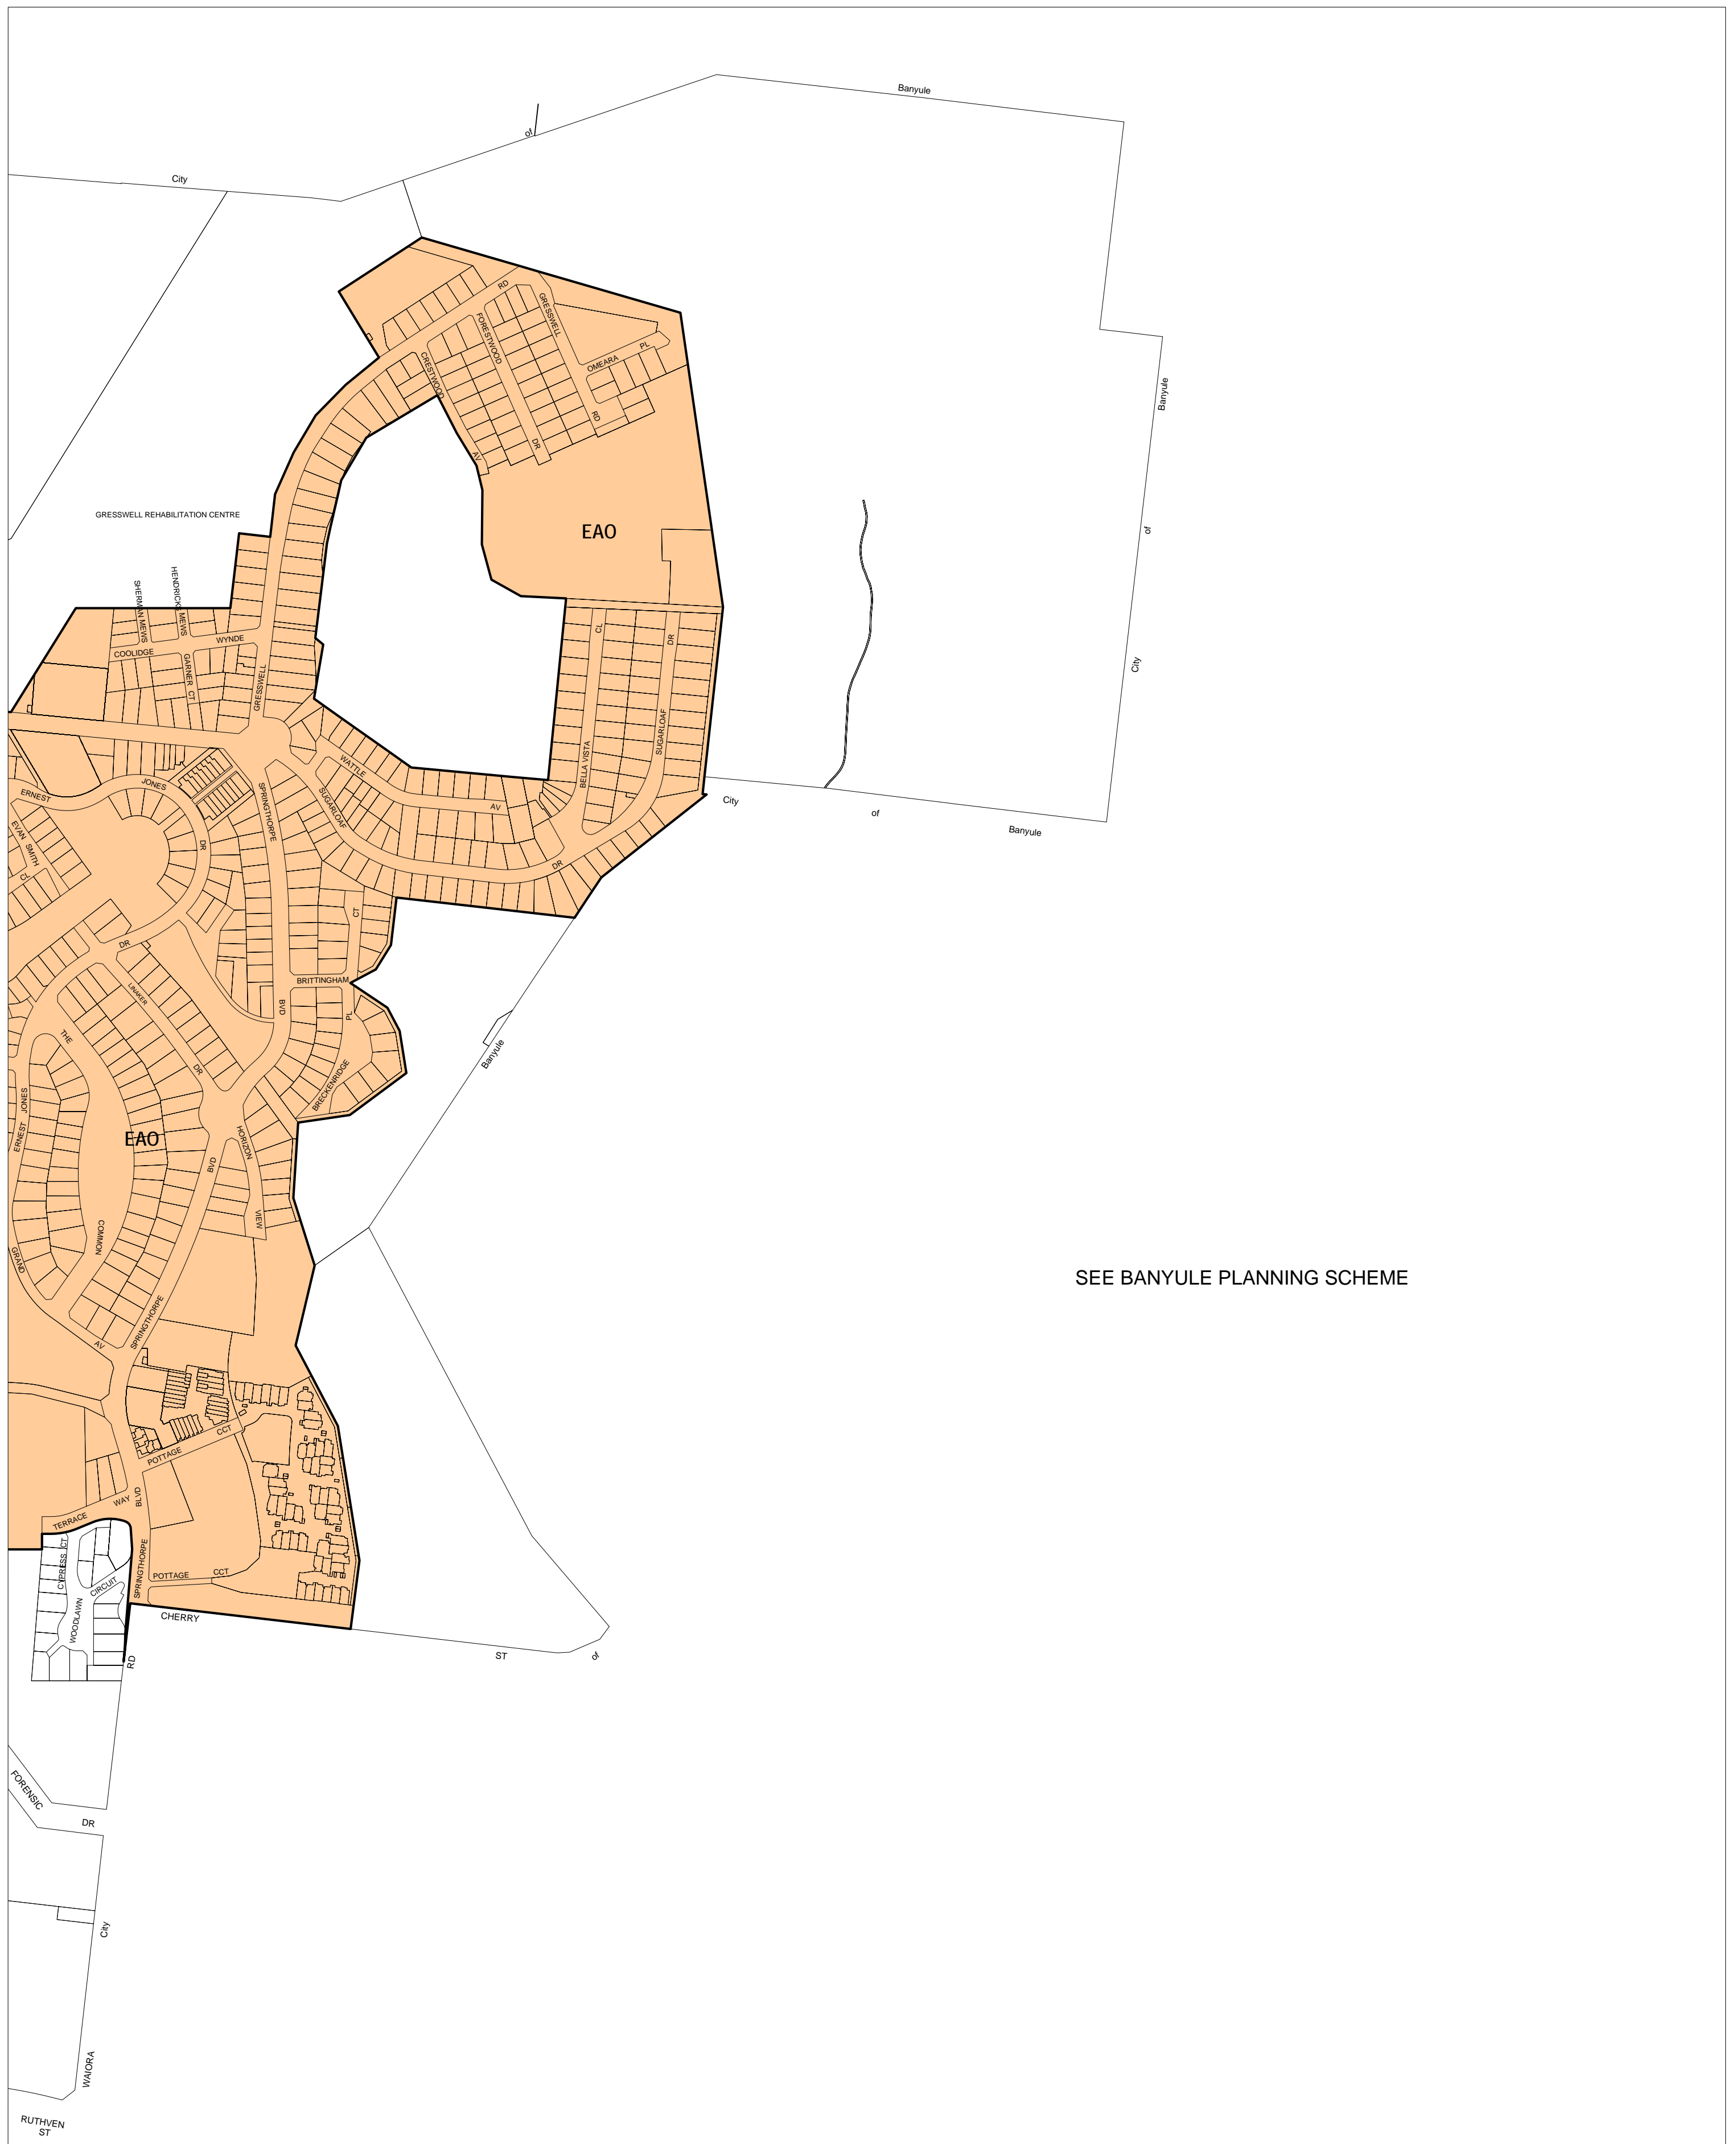 Banyule
of
City
RD
GRESSWELL
FORESTWOOD
CRESTWOOD
OMEARA
PL
RD
DR
AV
Banyule
GRESSWELL REHABILITATION CENTRE
EAO
of
HENDRICKS MEWS
SHERMAN MEWS
WYNDE
COOLIDGE
GARNER CT
GRESSWELL
CL
DR
City
SUGARLOAF
BELLA VISTA
WATTLE
AV
JONES
ERNEST
SPRINGTHORPE
SUGARLOAF
City
of
Banyule
EVAN SMITH
CL
DR
DR
CT
DR
LINAKER
BRITTINGHAM
BVD
PL
THE
DR
Banyule
BRECKENRIDGE
ERNEST JONES
EAO
HORIZON
BVD
VIEW
COMMON
GRAND
SEE BANYULE PLANNING SCHEME
SPRINGTHORPE
AV
POTTAGE
CCT
WAY
BLVD
TERRACE
CYPRESS CT
CIRCUIT
SPRINGTHORPE
POTTAGE
CCT
WOODLAWN
CHERRY
RD
ST
of
FORENSIC
DR
City
WAIORA
RUTHVEN
ST